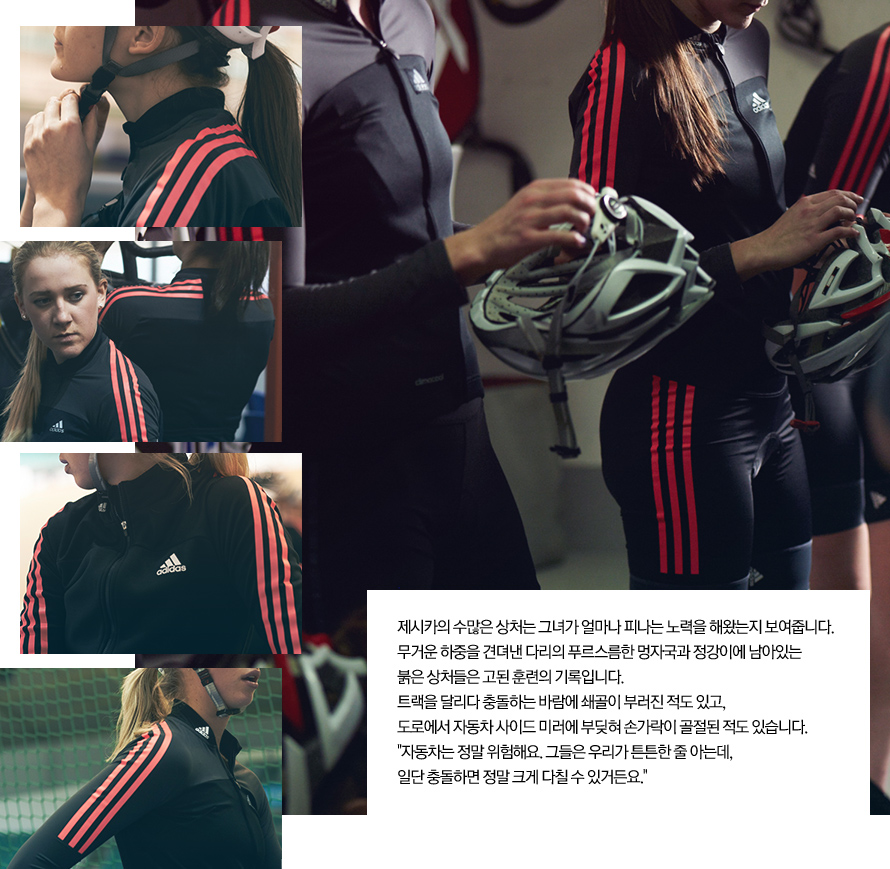 adidas
adidas
adidas
adidas
climacool
제시카의 수많은 상처는 그녀가 얼마나 피나는 노력을 해왔는지 보여줍니다.
무거운 하중을 견뎌낸 다리의 푸르스름한 멍자국과 정강이에 남아있는
붉은 상처들은 고된 훈련의 기록입니다.
트랙을 달리다 충돌하는 바람에 쇄골이 부러진 적도 있고,
도로에서 자동차 사이드 미러에 부딪혀 손가락이 골절된 적도 있습니다.
"자동차는 정말 위험해요. 그들은 우리가 튼튼한 줄 아는데,
일단 충돌하면 정말 크게 다칠 수 있거든요."